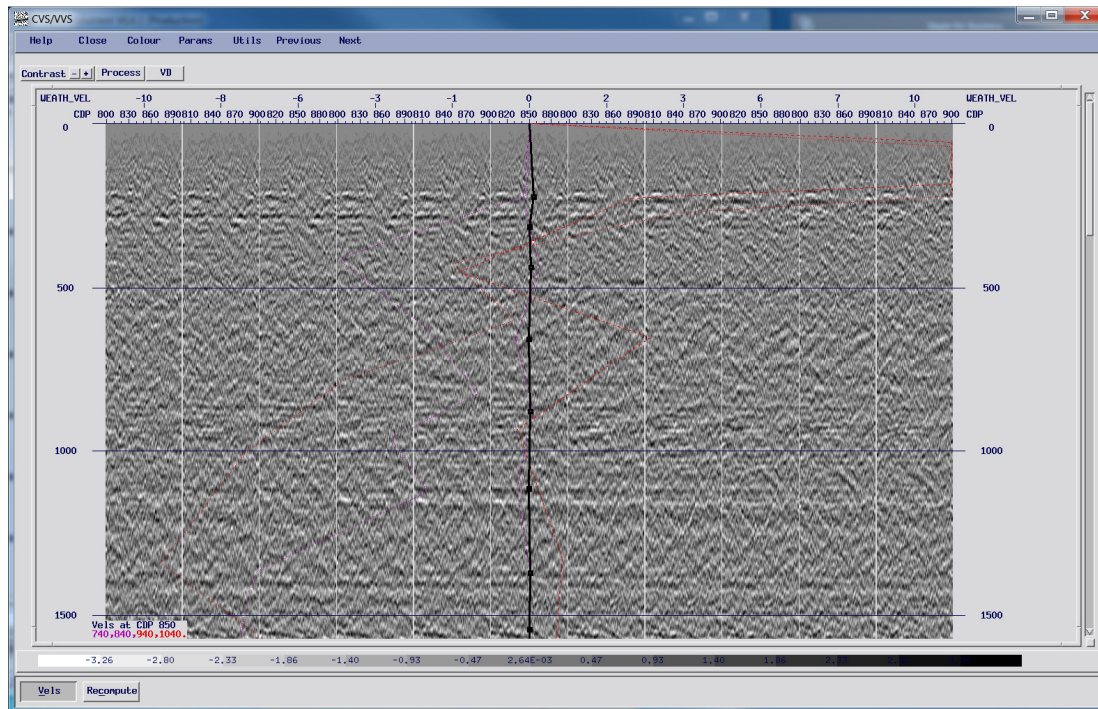 CVS/VVS
Help Close Colour Params Utils Previous Next
Contrast - + Process VD
WEATH_VEL -10 -8 -6 -3 -1 0 2 3 6 7 10 WEATH_VEL
CDP 800 830 860 890 810 840 870 900 820 850 880 800 830 860 890 810 840 870 900 820 850 880 800 830 860 890 810 840 870 900 820 850 880 800 830 860 890 810 840 870 900 CDP
0 0
500 500
1000 1000
1500 1500
Vels at CDP 850
740,840,940,1040.
-3.26 -2.80 -2.33 -1.86 -1.40 -0.93 -0.47 2.64E-03 0.47 0.93 1.40 1.86
Vels Recompute